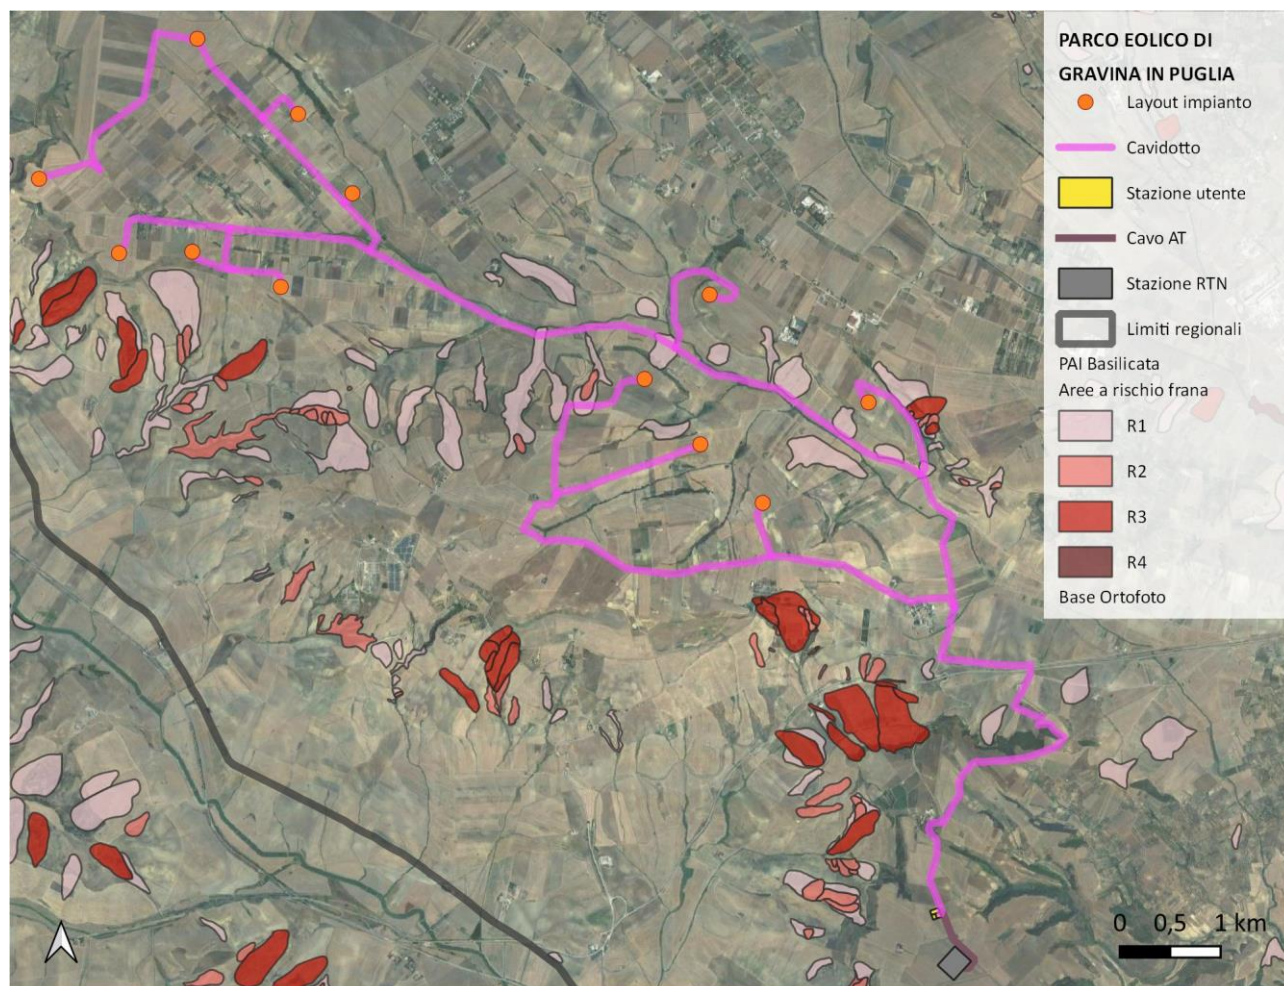 PARCO EOLICO DI
GRAVINA IN PUGLIA
Layout impianto
Cavidotto
Stazione utente
Cavo AT
Stazione RTN
Limiti regionali
PAI Basilicata
Aree a rischio frana
R1
R2
R3
R4
Base Ortofoto
0 0,5 1 km